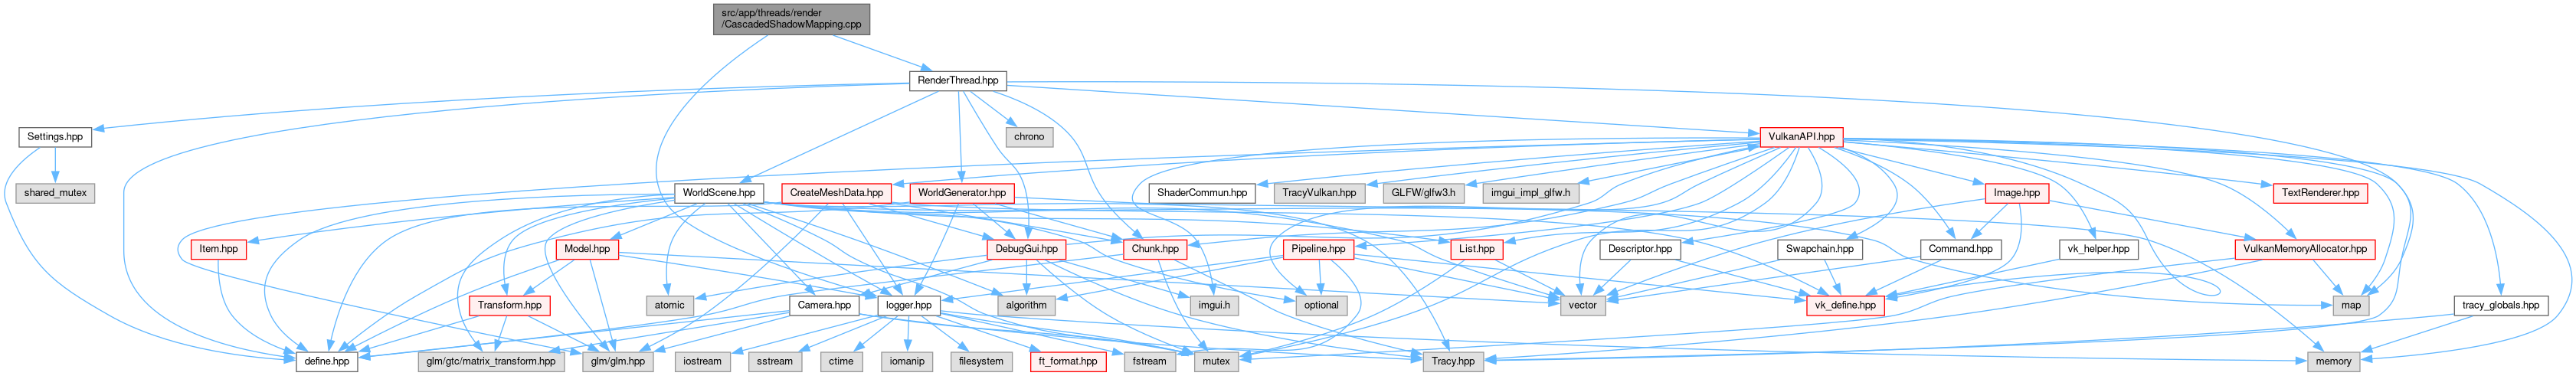 src/app/threads/render
/CascadedShadowMapping.cpp
RenderThread.hpp
Settings.hpp
chrono
VulkanAPI.hpp
shared_mutex
WorldScene.hpp
CreateMeshData.hpp
WorldGenerator.hpp
ShaderCommun.hpp
TracyVulkan.hpp
GLFW/glfw3.h
imgui_impl_glfw.h
Image.hpp
TextRenderer.hpp
Item.hpp
Model.hpp
DebugGui.hpp
Chunk.hpp
Pipeline.hpp
List.hpp
Descriptor.hpp
Swapchain.hpp
Command.hpp
vk_helper.hpp
VulkanMemoryAllocator.hpp
Transform.hpp
atomic
Camera.hpp
logger.hpp
algorithm
imgui.h
optional
vector
vk_define.hpp
map
tracy_globals.hpp
define.hpp
glm/gtc/matrix_transform.hpp
glm/glm.hpp
iostream
sstream
ctime
iomanip
filesystem
ft_format.hpp
fstream
mutex
Tracy.hpp
memory